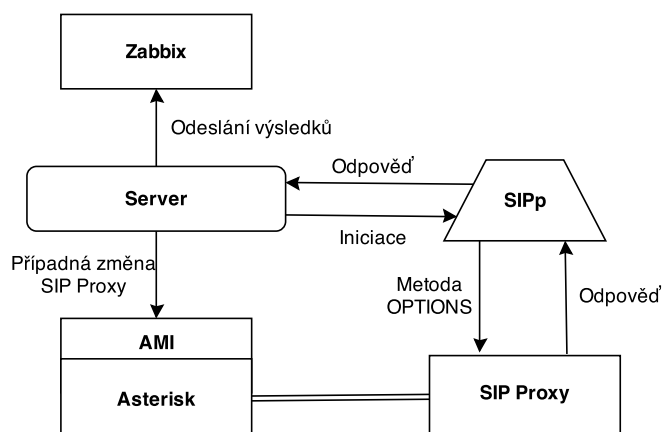 Zabbix
Odeslání výsledků
Odpověď
Server
SIPp
Iniciace
Případná změna
SIP Proxy
Metoda
OPTIONS
Odpověď
AMI
Asterisk
SIP Proxy